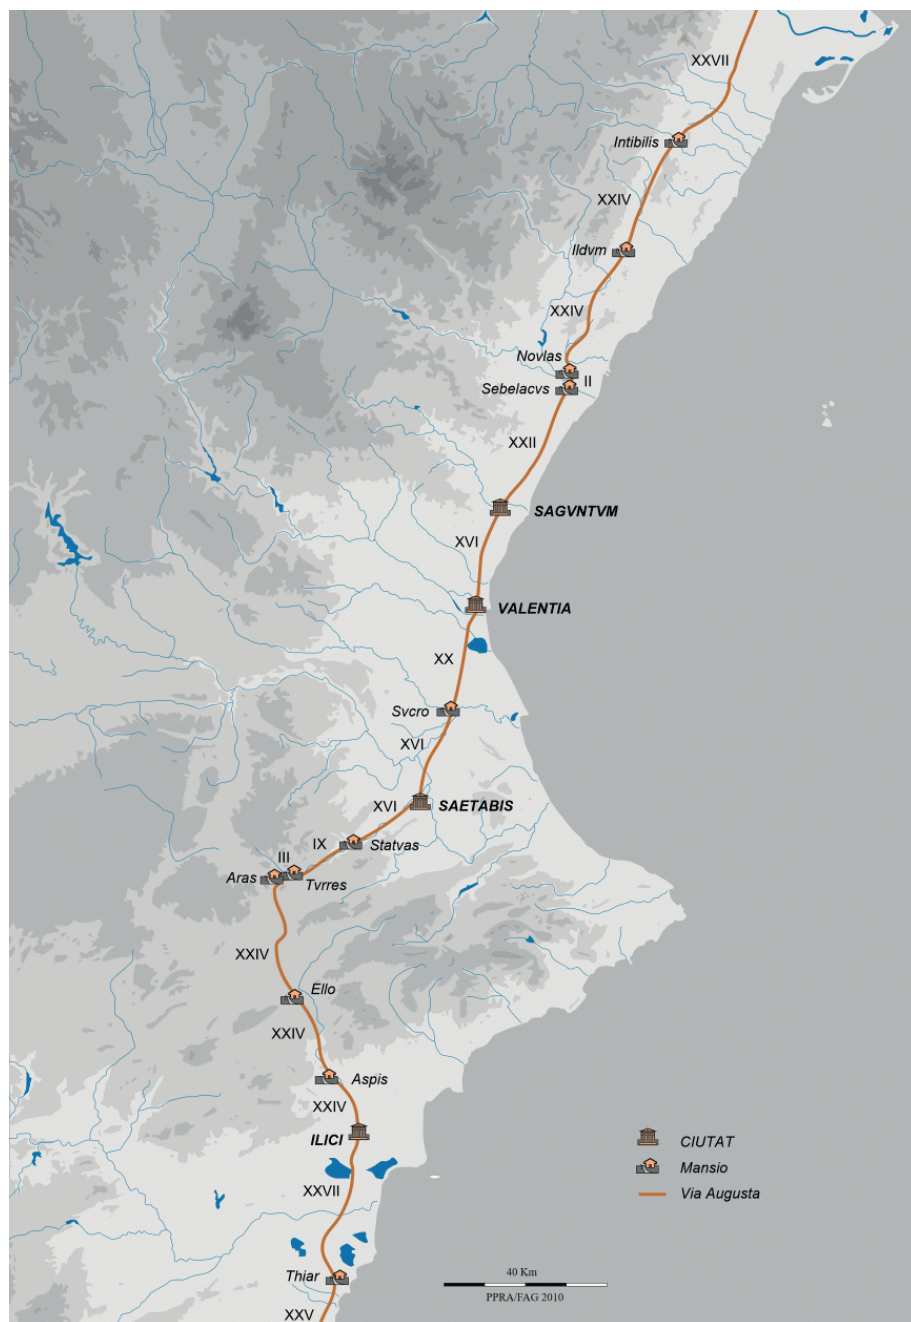 XXVII
Intibilis
XXIV
Ildvm
XXIV
Novlas
II
Sebelacvs
XXII
SAGVNTVM
XVI
VALENTIA
XX
Svcro
XVI
XVI
SAETABIS
IX
Statvas
III
Aras
Tvrres
XXIV
Ello
XXIV
Aspis
XXIV
ILICI
CIUTAT
Mansio
XXVII
Via Augusta
Thiar
40 Km
PPRA/FAG 2010
XXV